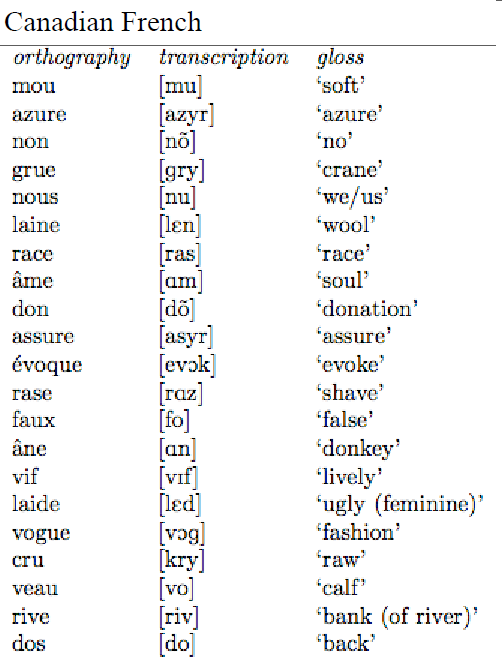 Canadian French
orthography transcription gloss
mou [mu] ‘soft’
azure [azyr] ‘azure’
non [nõ] ‘no’
grue [gry] ‘crane’
nous [nu] ‘we/us’
laine [lɛn] ‘wool’
race [ras] ‘race’
âme [ɑm] ‘soul’
don [dõ] ‘donation’
assure [asyr] ‘assure’
évoque [evɔk] ‘evoke’
rase [rɑz] ‘shave’
faux [fo] ‘false’
âne [ɑn] ‘donkey’
vif [vɪf] ‘lively’
laide [lɛd] ‘ugly (feminine)’
vogue [vɔg] ‘fashion’
cru [kry] ‘raw’
veau [vo] ‘calf’
rive [riv] ‘bank (of river)’
dos [do] ‘back’